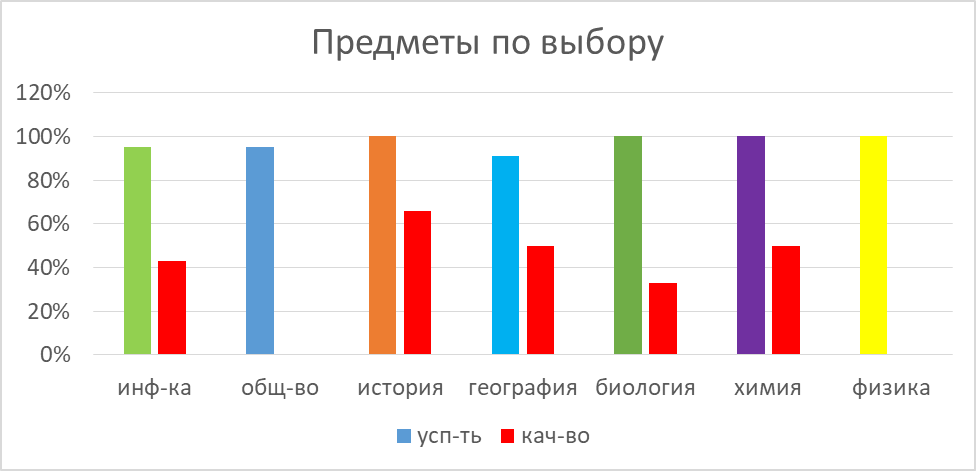 Предметы по выбору
120%
100%
80%
60%
40%
20%
0%
инф-ка общ-во история география биология химия физика
усп-ть кач-во